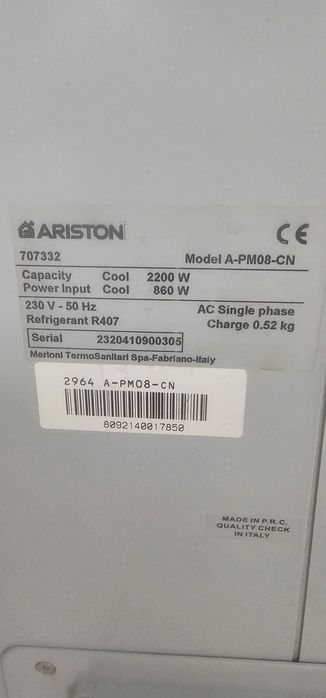 ARISTON CE
707332 Model A-PM08-CN
Capacity Cool 2200 W
Power Input Cool 860 W
230 V - 50 Hz AC Single phase
Refrigerant R407 Charge 0.52 kg
Serial 2320410900305
Merloni TermoSanitari Spa-Fabriano-Italy
2964 A-PM08-CN
8092140017850
MADE IN P.R.C.
QUALITY CHECK
IN ITALY